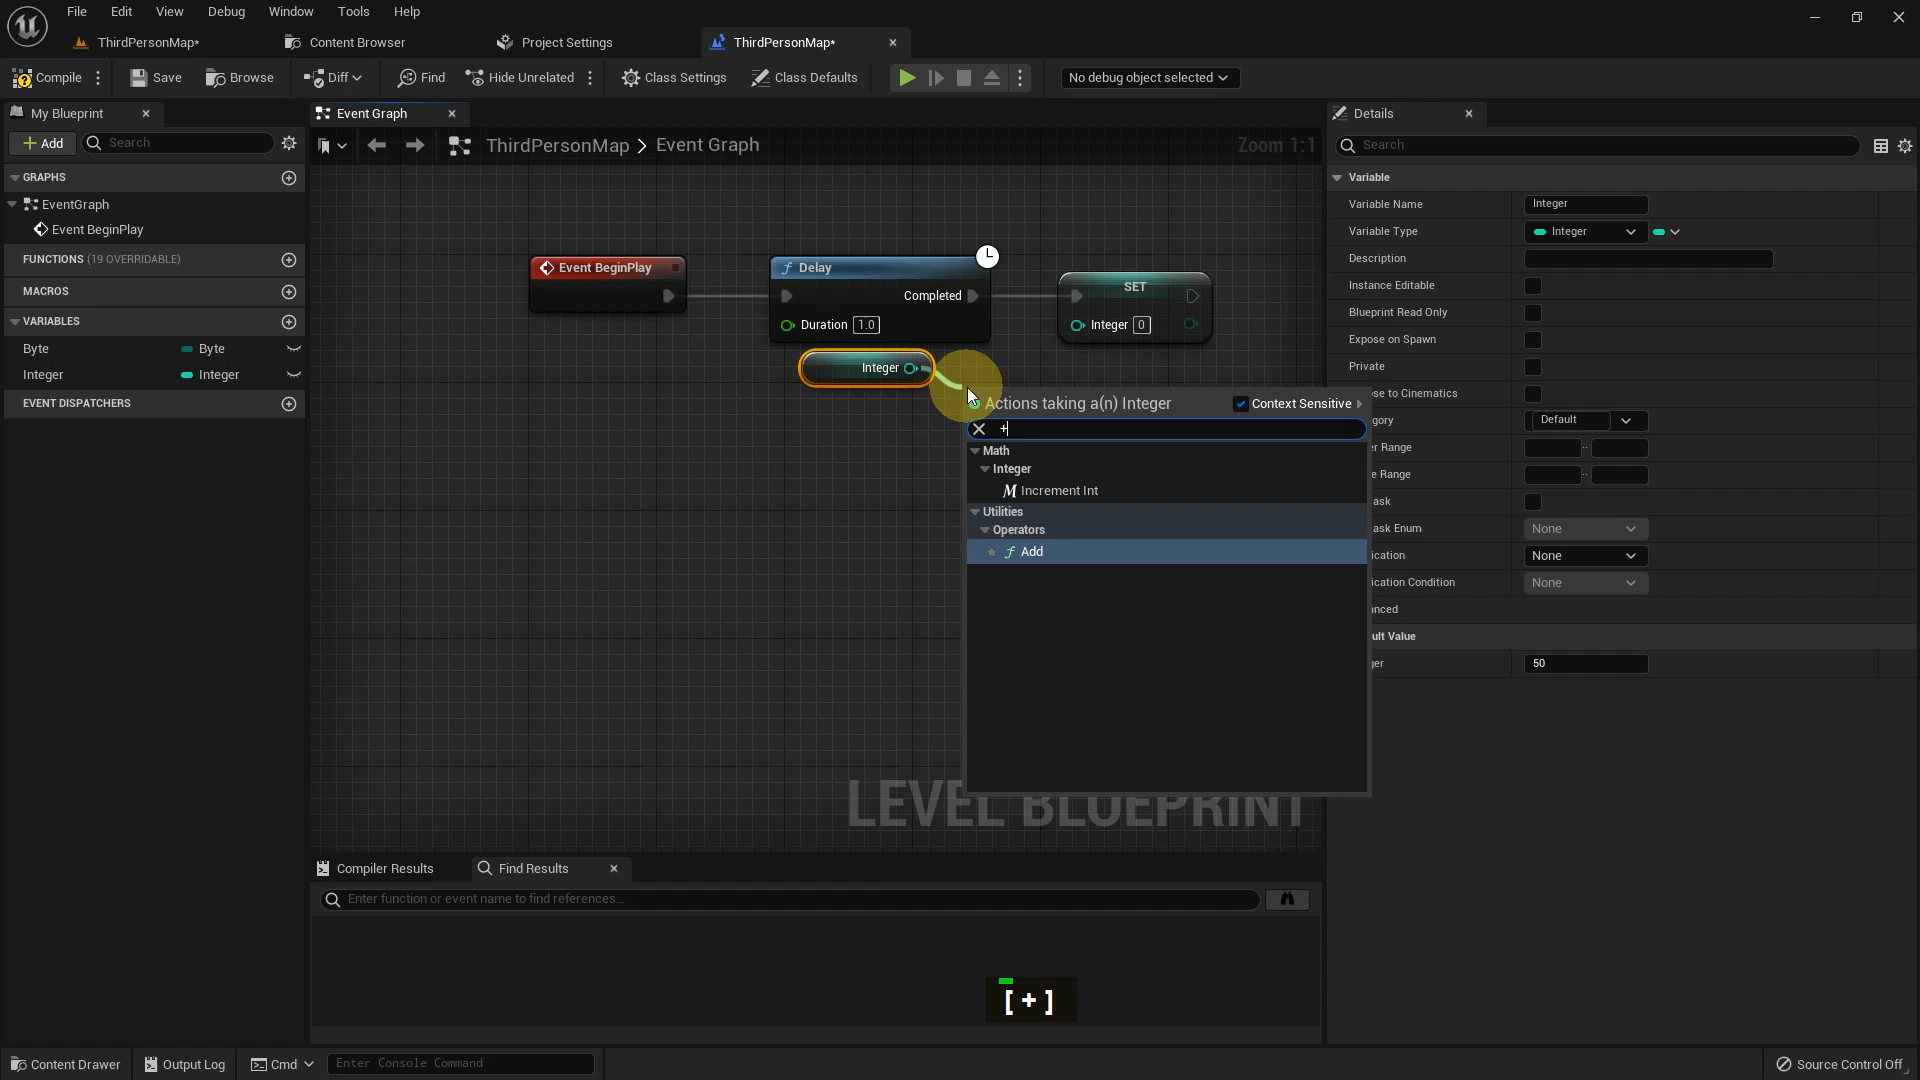 File Edit View Debug Window Tools Help
ThirdPersonMap* Content Browser Project Settings ThirdPersonMap*
Compile Save Browse Diff Find Hide Unrelated Class Settings Class Defaults No debug object selected
My Blueprint
Add Search
GRAPHS
EventGraph
Event BeginPlay
FUNCTIONS (19 OVERRIDABLE)
MACROS
VARIABLES
Byte Byte
Integer Integer
EVENT DISPATCHERS
Event Graph
ThirdPersonMap > Event Graph Zoom 1:1
Event BeginPlay
Delay
Completed
Duration 1.0
SET
Integer 0
Integer
Actions taking a(n) Integer Context Sensitive
+
Math
Integer
Increment Int
Utilities
Operators
Add
LEVEL BLUEPRINT
Compiler Results Find Results
Enter function or event name to find references...
[ + ]
Details
Search
Variable
Variable Name Integer
Variable Type Integer
Description
Instance Editable
Blueprint Read Only
Expose on Spawn
Private
se to Cinematics
gory Default
r Range
e Range
ask
ask Enum None
ication None
ication Condition None
nced
ult Value
ger 50
Content Drawer Output Log Cmd Enter Console Command Source Control Off